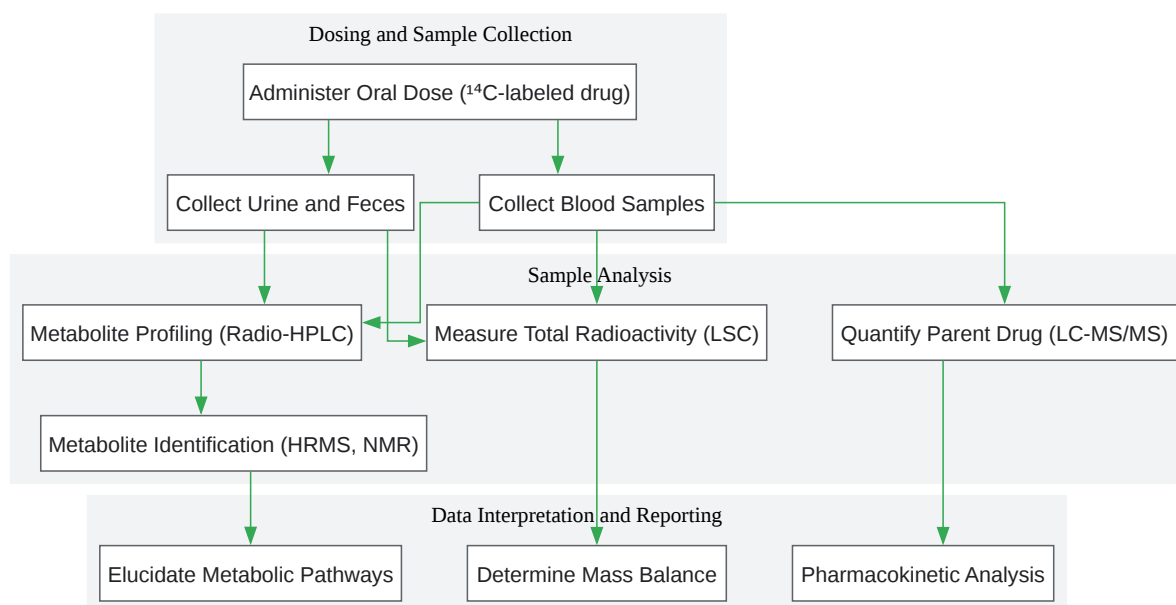 Dosing and Sample Collection
Administer Oral Dose (¹⁴C-labeled drug)
Collect Urine and Feces
Collect Blood Samples
Sample Analysis
Metabolite Profiling (Radio-HPLC)
Measure Total Radioactivity (LSC)
Quantify Parent Drug (LC-MS/MS)
Metabolite Identification (HRMS, NMR)
Data Interpretation and Reporting
Elucidate Metabolic Pathways
Determine Mass Balance
Pharmacokinetic Analysis